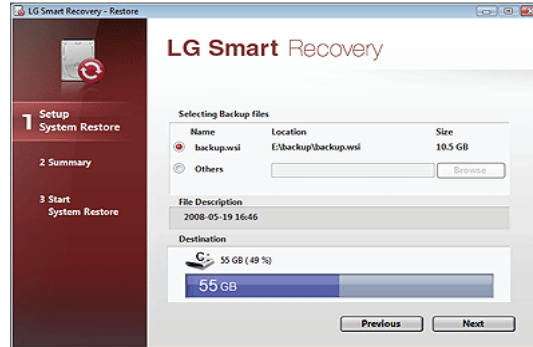 LG Smart Recovery - Restore
LG Smart Recovery
1 Setup
System Restore
2 Summary
3 Start
System Restore
Selecting Backup files
Name Location Size
backup.wsi E:\backup\backup.wsi 10.5 GB
Others Browse
File Description
2008-05-19 16:46
Destination
C: 55 GB ( 49 %)
55 GB
Previous Next